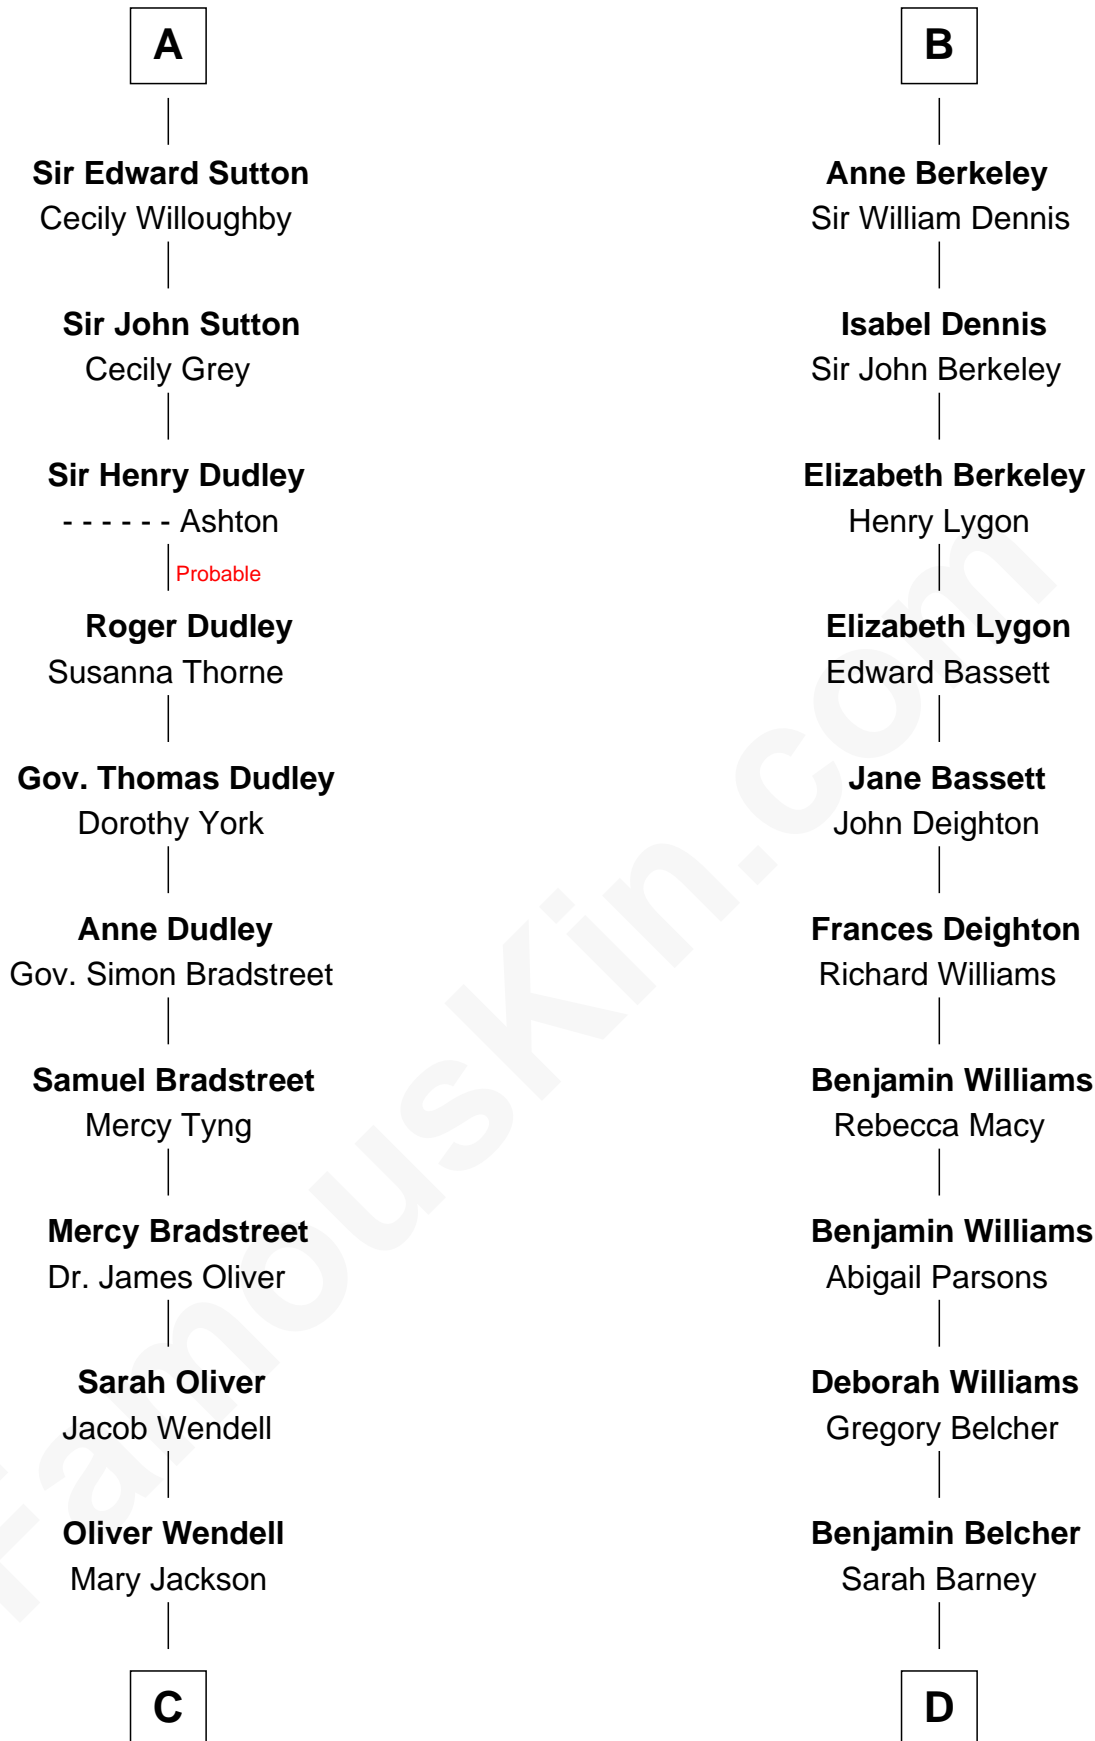 A
Sir Edward Sutton
Cecily Willoughby
Sir John Sutton
Cecily Grey
Sir Henry Dudley
- - - - - - Ashton
Probable
Roger Dudley
Susanna Thorne
Gov. Thomas Dudley
Dorothy York
Anne Dudley
Gov. Simon Bradstreet
Samuel Bradstreet
Mercy Tyng
Mercy Bradstreet
Dr. James Oliver
Sarah Oliver
Jacob Wendell
Oliver Wendell
Mary Jackson
C
B
Anne Berkeley
Sir William Dennis
Isabel Dennis
Sir John Berkeley
Elizabeth Berkeley
Henry Lygon
Elizabeth Lygon
Edward Bassett
Jane Bassett
John Deighton
Frances Deighton
Richard Williams
Benjamin Williams
Rebecca Macy
Benjamin Williams
Abigail Parsons
Deborah Williams
Gregory Belcher
Benjamin Belcher
Sarah Barney
D
FamousKin.com